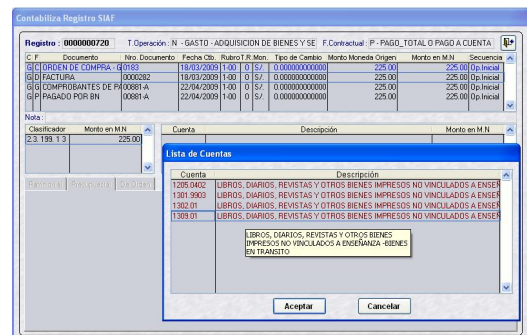 Contabiliza Registro SIAF
Registro : 0000000720 T.Operación : N - GASTO - ADQUISICION DE BIENES Y SE F.Contractual : P - PAGO_TOTAL O PAGO A CUENTA
C F Documento Nro. Documento Fecha Ctb. Rubro T.R Mon. Tipo de Cambio Monto Moneda Origen Monto en M.N Secuencia
G C ORDEN DE COMPRA - G 0183 18/03/2009 1-00 0 S/. 0.000000000000 225.00 225.00 Op.Inicial
G D FACTURA 0000282 18/03/2009 1-00 0 S/. 0.000000000000 225.00 225.00 Op.Inicial
G G COMPROBANTES DE PA 00881-A 22/04/2009 1-00 0 S/. 0.000000000000 225.00 225.00 Op.Inicial
G P PAGADO POR BN 00881-A 22/04/2009 1-00 0 S/. 0.000000000000 225.00 225.00 Op.Inicial
Nota :
Clasificador Monto en M.N Cuenta Descripción Monto en M.N
2.3. 199. 1 3 225.00
Patrimonial Presupuestal De Orden
Lista de Cuentas
Cuenta Descripción
1205.0402 LIBROS, DIARIOS, REVISTAS Y OTROS BIENES IMPRESOS NO VINCULADOS A ENSEÑ
1301.9903 LIBROS, DIARIOS, REVISTAS Y OTROS BIENES IMPRESOS NO VINCULADOS A ENSEÑ
1302.01 LIBROS, DIARIOS, REVISTAS Y OTROS BIENES IMPRESOS NO VINCULADOS A ENSEÑ
1309.01 LIBROS, DIARIOS, REVISTAS Y OTROS BIENES IMPRESOS NO VINCULADOS A ENSEÑ
LIBROS, DIARIOS, REVISTAS Y OTROS BIENES
IMPRESOS NO VINCULADOS A ENSEÑANZA -BIENES
EN TRANSITO
Aceptar Cancelar